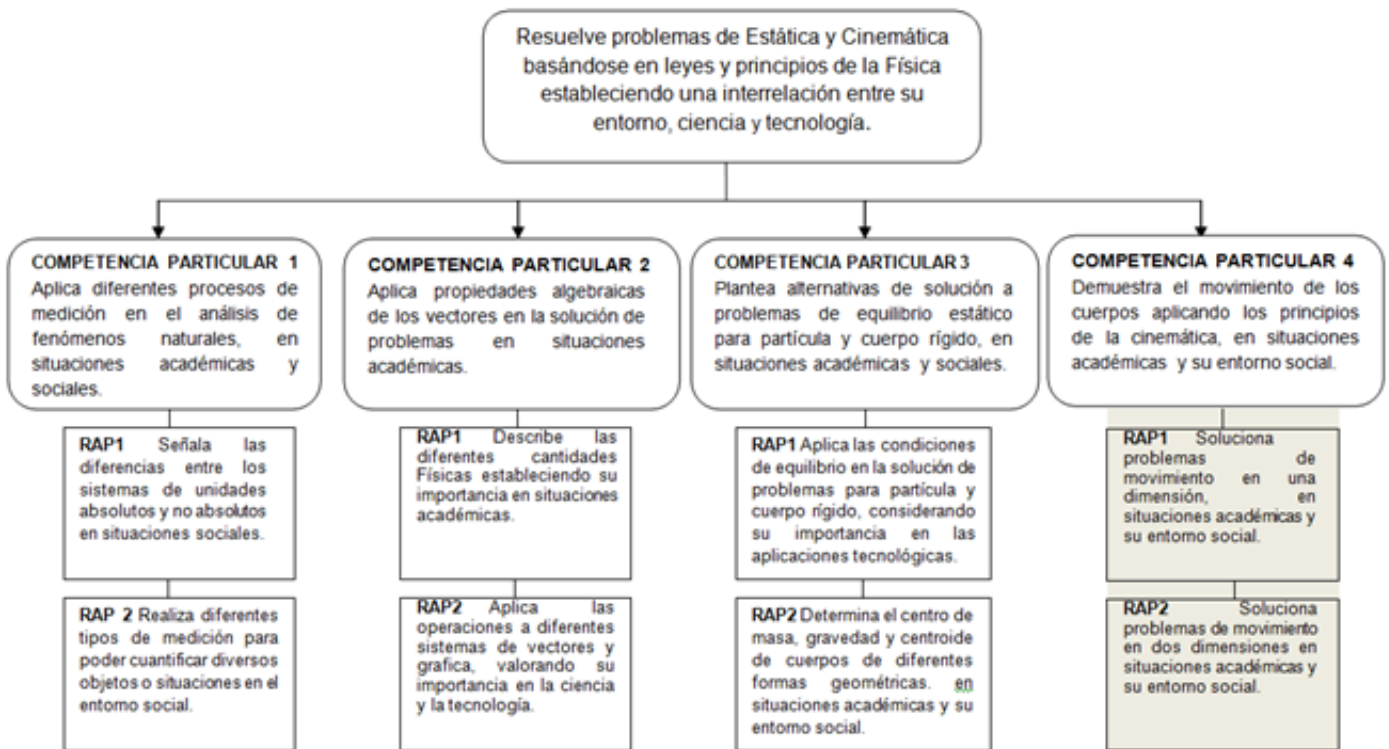 Resuelve problemas de Estática y Cinemática
basándose en leyes y principios de la Física
estableciendo una interrelación entre su
entorno, ciencia y tecnología.
COMPETENCIA PARTICULAR 1
Aplica diferentes procesos de
medición en el análisis de
fenómenos naturales, en
situaciones académicas y
sociales.
RAP1 Señala las
diferencias entre los
sistemas de unidades
absolutos y no absolutos
en situaciones sociales.
RAP 2 Realiza diferentes
tipos de medición para
poder cuantificar diversos
objetos o situaciones en el
entorno social.
COMPETENCIA PARTICULAR 2
Aplica propiedades algebraicas
de los vectores en la solución de
problemas en situaciones
académicas.
RAP1 Describe las
diferentes cantidades
Físicas estableciendo su
importancia en situaciones
académicas.
RAP2 Aplica las
operaciones a diferentes
sistemas de vectores y
grafica, valorando su
importancia en la ciencia
y la tecnología.
COMPETENCIA PARTICULAR 3
Plantea alternativas de solución a
problemas de equilibrio estático
para partícula y cuerpo rígido, en
situaciones académicas y sociales.
RAP1 Aplica las condiciones
de equilibrio en la solución de
problemas para partícula y
cuerpo rígido, considerando
su importancia en las
aplicaciones tecnológicas.
RAP2 Determina el centro de
masa, gravedad y centroide
de cuerpos de diferentes
formas geométricas. en
situaciones académicas y su
entorno social.
COMPETENCIA PARTICULAR 4
Demuestra el movimiento de los
cuerpos aplicando los principios
de la cinemática, en situaciones
académicas y su entorno social.
RAP1 Soluciona
problemas de
movimiento en una
dimensión, en
situaciones académicas y
su entorno social.
RAP2 Soluciona
problemas de movimiento
en dos dimensiones en
situaciones académicas y
su entorno social.